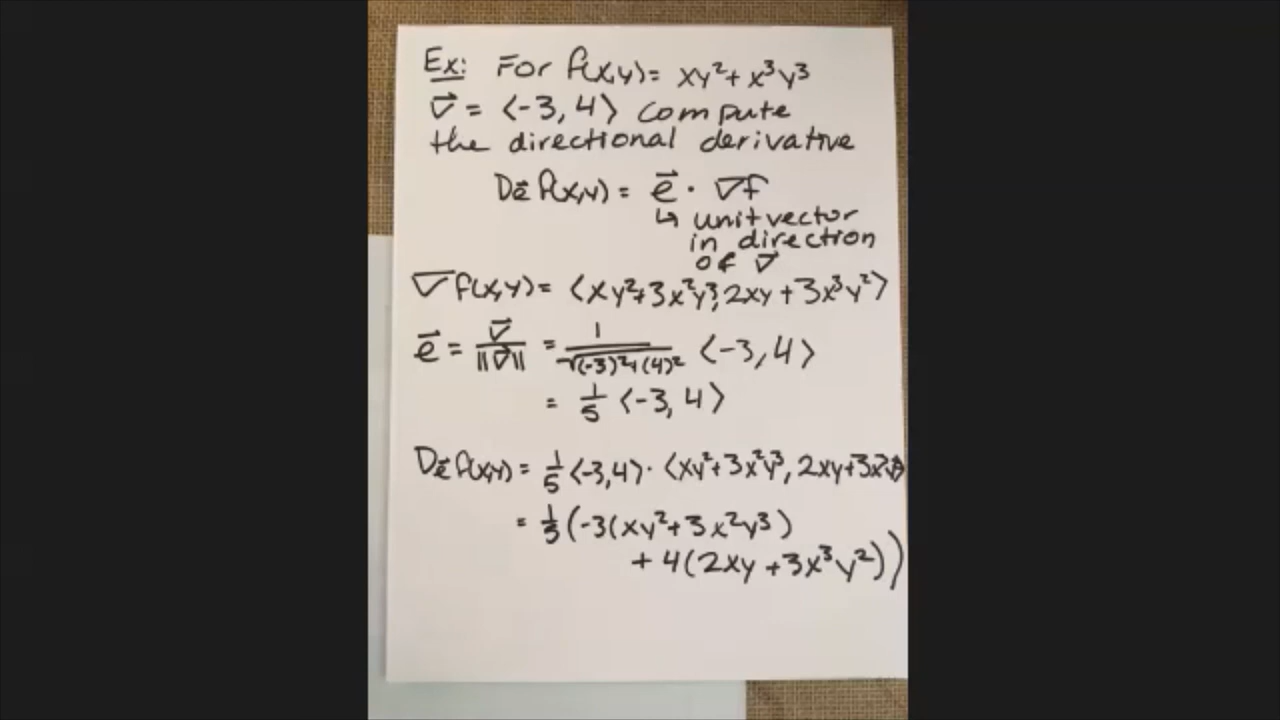 Ex: For f(x,y) = xy² + x³y³
v⃗ = ⟨-3, 4⟩ compute
the directional derivative
De⃗ f(x,y) = e⃗ · ∇f
↳ unit vector
in direction
of v⃗
∇f(x,y) = ⟨xy²+3x²y³, 2xy + 3x³y²⟩
e⃗ = v⃗/||v⃗|| = 1/√(-3)²+(4)² ⟨-3, 4⟩
= 1/5 ⟨-3, 4⟩
De⃗ f(x,y) = 1/5 ⟨-3,4⟩ · ⟨xy²+3x²y³, 2xy+3x³y²⟩
= 1/5 (-3(xy²+3x²y³)
+ 4(2xy +3x³y²))